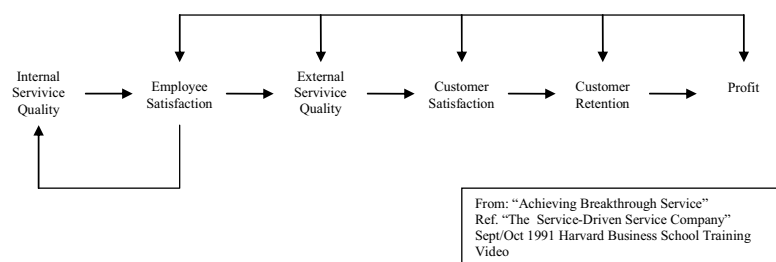 Internal
Servivice
Quality
Employee
Satisfaction
External
Servivice
Quality
Customer
Satisfaction
Customer
Retention
Profit
From: “Achieving Breakthrough Service”
Ref. “The  Service-Driven Service Company”
Sept/Oct 1991 Harvard Business School Training
Video